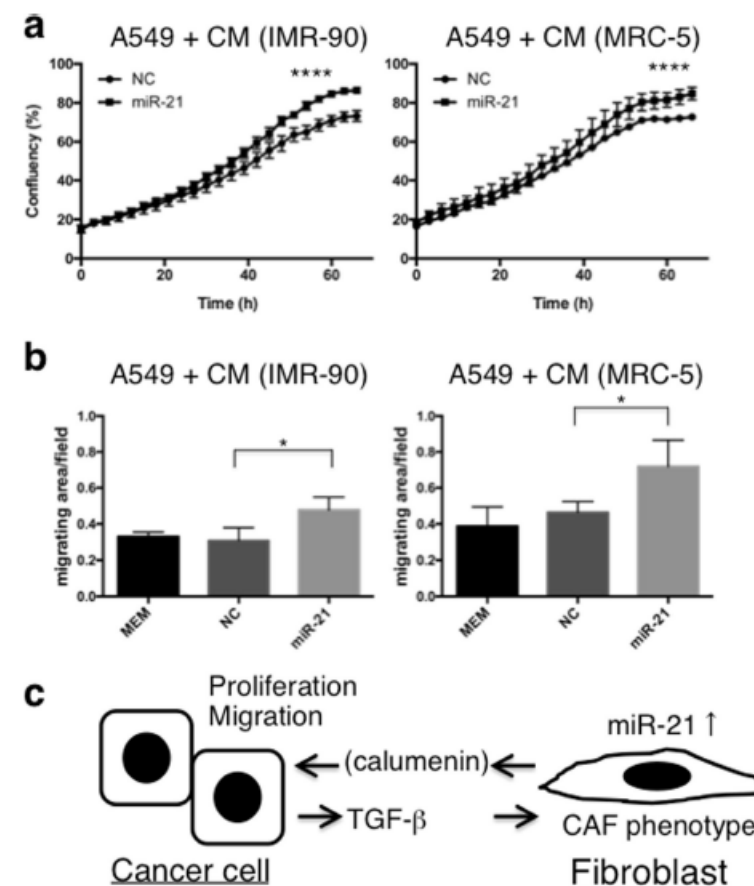 a
A549 + CM (IMR-90)
A549 + CM (MRC-5)
Confluency (%)
100
80
60
40
20
0
NC
miR-21
****
0 20 40 60
Time (h)
100
80
60
40
20
0
NC
miR-21
****
0 20 40 60
Time (h)
b
A549 + CM (IMR-90)
A549 + CM (MRC-5)
migrating area/field
1.0
0.8
0.6
0.4
0.2
0.0
*
MEM NC miR-21
migrating area/field
1.0
0.8
0.6
0.4
0.2
0.0
*
MEM NC miR-21
c
Proliferation
Migration
miR-21 ↑
(calumenin)
TGF-β
CAF phenotype
Cancer cell
Fibroblast